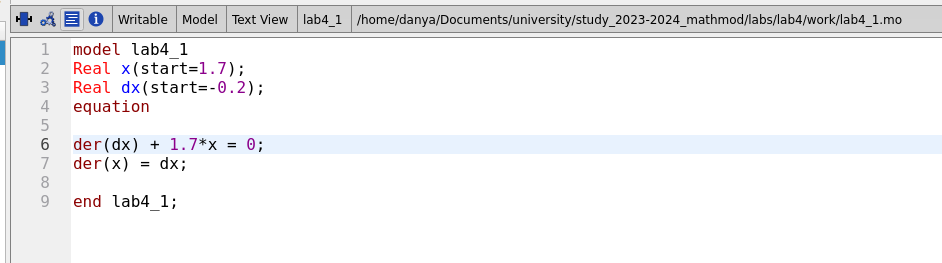 Writable Model Text View lab4_1 /home/danya/Documents/university/study_2023-2024_mathmod/labs/lab4/work/lab4_1.mo
1 model lab4_1
2 Real x(start=1.7);
3 Real dx(start=-0.2);
4 equation
5
6 der(dx) + 1.7*x = 0;
7 der(x) = dx;
8
9 end lab4_1;